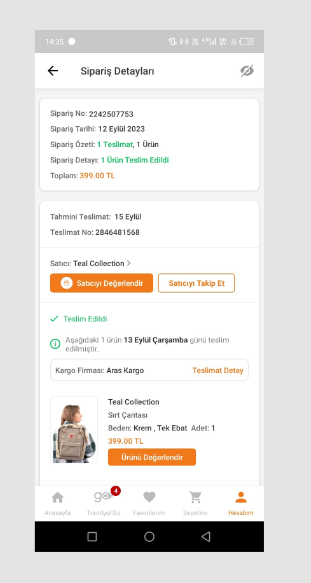 14:35
Sipariş Detayları
Sipariş No: 2242507753
Sipariş Tarihi: 12 Eylül 2023
Sipariş Özeti: 1 Teslimat, 1 Ürün
Sipariş Detayı: 1 Ürün Teslim Edildi
Toplam: 399.00 TL
Tahmini Teslimat: 15 Eylül
Teslimat No: 2846481568
Satıcı: Teal Collection >
Satıcıyı Değerlendir
Satıcıyı Takip Et
Teslim Edildi
Aşağıdaki 1 ürün 13 Eylül Çarşamba günü teslim
edilmiştir.
Kargo Firması: Aras Kargo
Teslimat Detay
Teal Collection
Sırt Çantası
Beden: Krem , Tek Ebat Adet: 1
399.00 TL
Ürünü Değerlendir
4
Anasayfa Trendyol Go Favorilerim Sepetim Hesabım